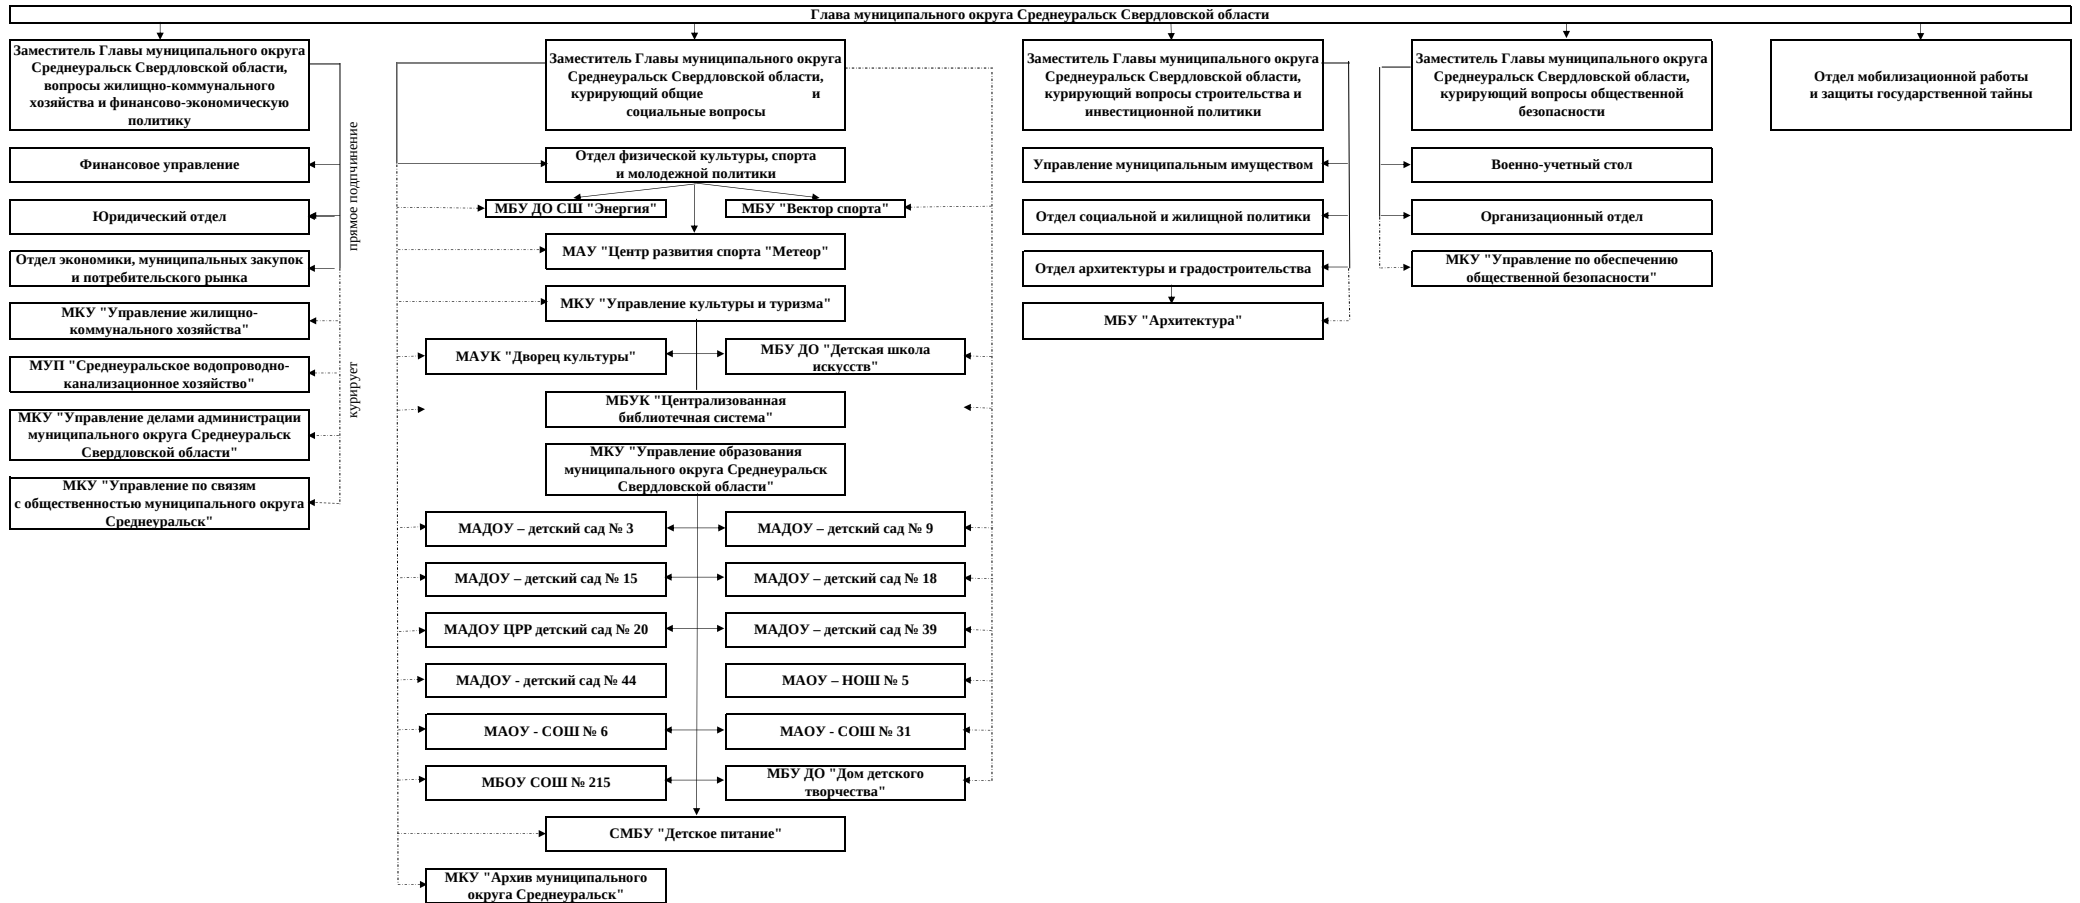 Глава муниципального округа Среднеуральск Свердловской области
Заместитель Главы муниципального округа
Среднеуральск Свердловской области,
вопросы жилищно-коммунального
хозяйства и финансово-экономическую
политику
Финансовое управление
Юридический отдел
Отдел экономики, муниципальных закупок
и потребительского рынка
МКУ "Управление жилищно-
коммунального хозяйства"
МУП "Среднеуральское водопроводно-
канализационное хозяйство"
МКУ "Управление делами администрации
муниципального округа Среднеуральск
Свердловской области"
МКУ "Управление по связям
с общественностью муниципального округа
Среднеуральск"
прямое подпчинение
курирует
Заместитель Главы муниципального округа
Среднеуральск Свердловской области,
курирующий общие и
социальные вопросы
Отдел физической культуры, спорта
и молодежной политики
МБУ ДО СШ "Энергия"
МБУ "Вектор спорта"
МАУ "Центр развития спорта "Метеор"
МКУ "Управление культуры и туризма"
МАУК "Дворец культуры"
МБУ ДО "Детская школа
искусств"
МБУК "Централизованная
библиотечная система"
МКУ "Управление образования
муниципального округа Среднеуральск
Свердловской области"
МАДОУ – детский сад № 3
МАДОУ – детский сад № 9
МАДОУ – детский сад № 15
МАДОУ – детский сад № 18
МАДОУ ЦРР детский сад № 20
МАДОУ – детский сад № 39
МАДОУ - детский сад № 44
МАОУ – НОШ № 5
МАОУ - СОШ № 6
МАОУ - СОШ № 31
МБОУ СОШ № 215
МБУ ДО "Дом детского
творчества"
СМБУ "Детское питание"
МКУ "Архив муниципального
округа Среднеуральск"
Заместитель Главы муниципального округа
Среднеуральск Свердловской области,
курирующий вопросы строительства и
инвестиционной политики
Управление муниципальным имуществом
Отдел социальной и жилищной политики
Отдел архитектуры и градостроительства
МБУ "Архитектура"
Заместитель Главы муниципального округа
Среднеуральск Свердловской области,
курирующий вопросы общественной
безопасности
Военно-учетный стол
Организационный отдел
МКУ "Управление по обеспечению
общественной безопасности"
Отдел мобилизационной работы
и защиты государственной тайны